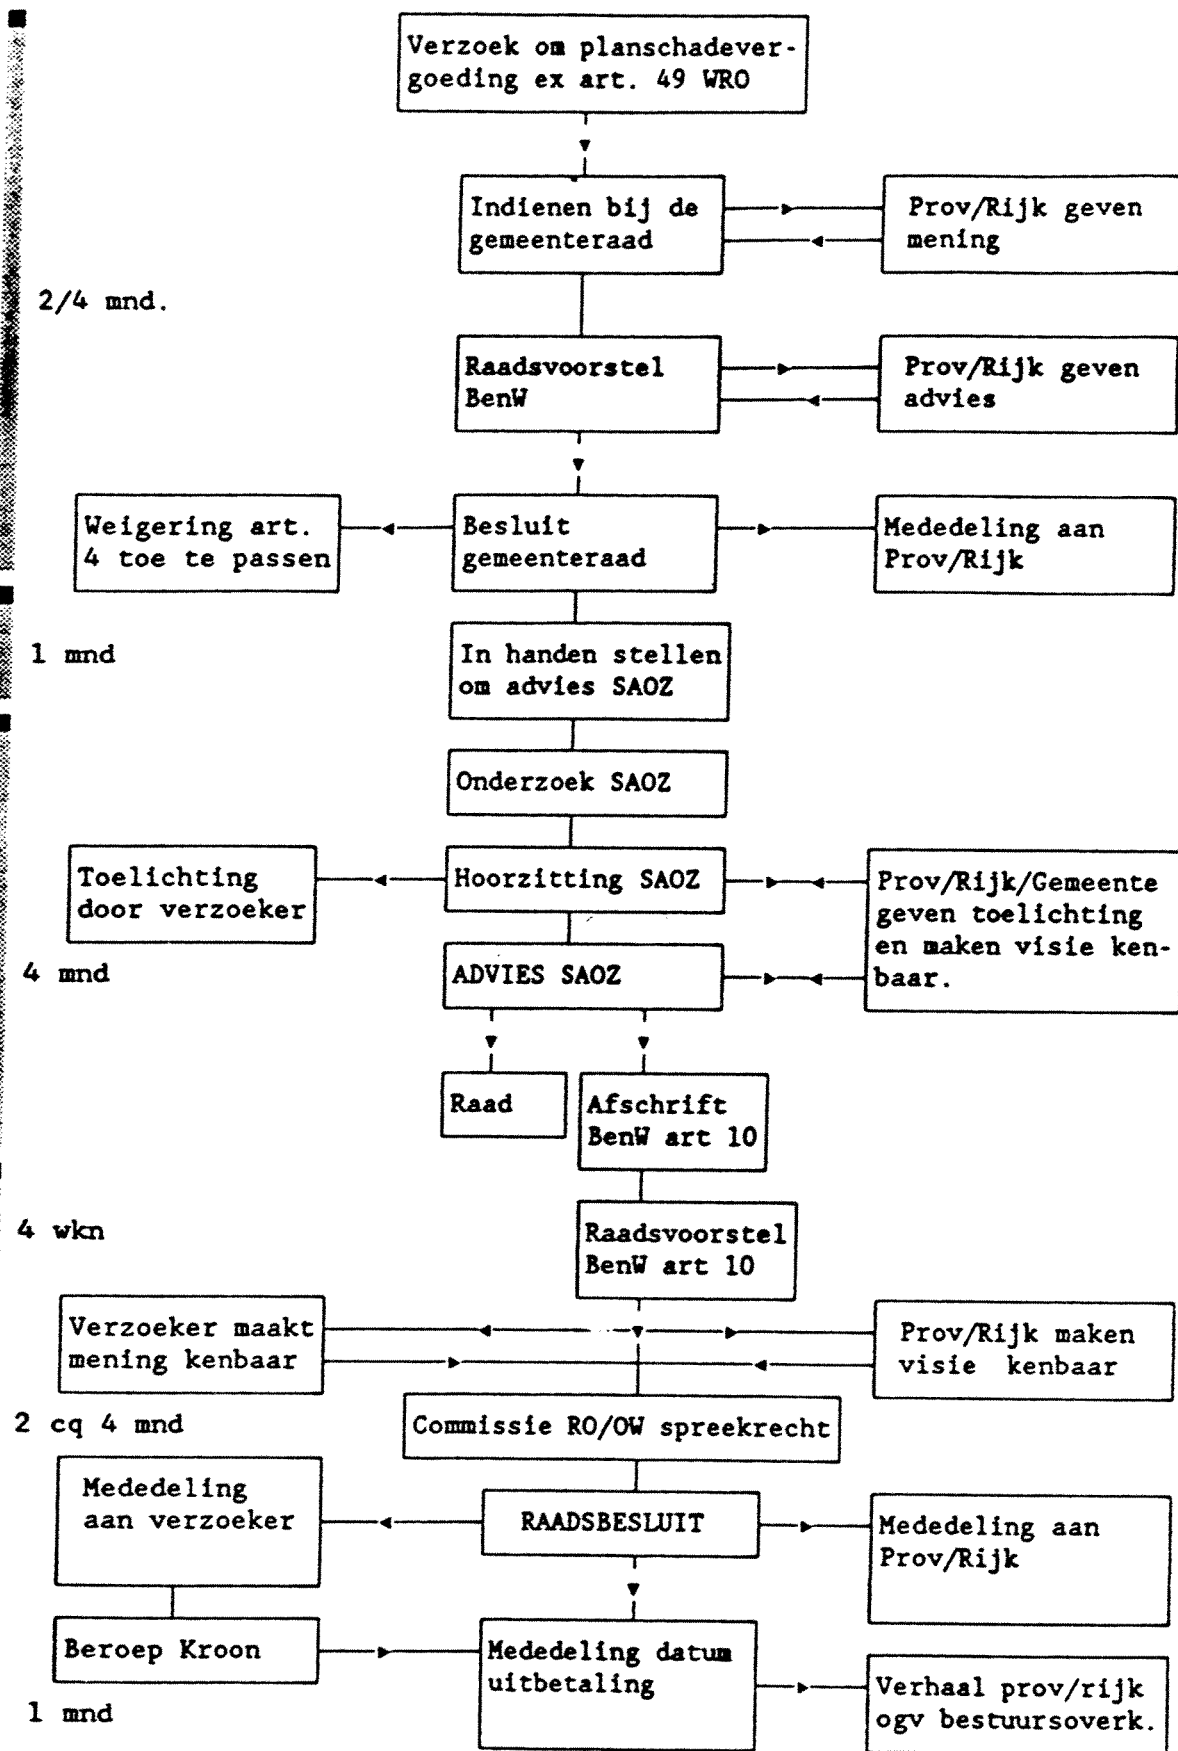 Verzoek om planschadever-
goeding ex art. 49 WRO
Indienen bij de
gemeenteraad
Prov/Rijk geven
mening
2/4 mnd.
Raadsvoorstel
BenW
Prov/Rijk geven
advies
Weigering art.
4 toe te passen
Besluit
gemeenteraad
Mededeling aan
Prov/Rijk
1 mnd
In handen stellen
om advies SAOZ
Onderzoek SAOZ
Toelichting
door verzoeker
Hoorzitting SAOZ
Prov/Rijk/Gemeente
geven toelichting
en maken visie ken-
baar.
4 mnd
ADVIES SAOZ
Raad
Afschrift
BenW art 10
4 wkn
Raadsvoorstel
BenW art 10
Verzoeker maakt
mening kenbaar
Prov/Rijk maken
visie kenbaar
2 cq 4 mnd
Commissie RO/OW spreekrecht
Mededeling
aan verzoeker
RAADSBESLUIT
Mededeling aan
Prov/Rijk
Beroep Kroon
Mededeling datum
uitbetaling
Verhaal prov/rijk
ogv bestuursoverk.
1 mnd